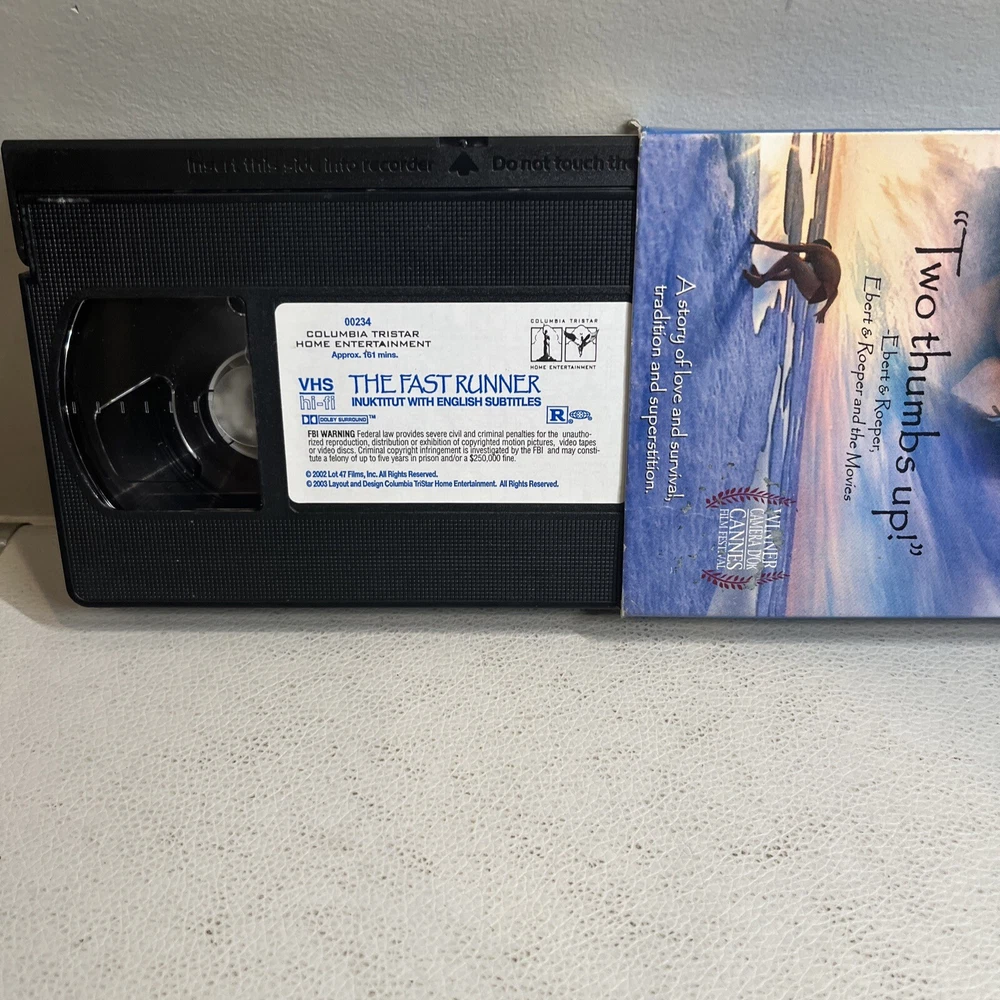 Insert this side into recorder
Do not touch the
00234
COLUMBIA TRISTAR
HOME ENTERTAINMENT
Approx. 161 mins.
COLUMBIA TRISTAR
HOME ENTERTAINMENT
VHS
hi-fi
THE FAST RUNNER
INUKTITUT WITH ENGLISH SUBTITLES
DOLBY SURROUND™
R
FBI WARNING Federal law provides severe civil and criminal penalties for the unautho-
rized reproduction, distribution or exhibition of copyrighted motion pictures, video tapes
or video discs. Criminal copyright infringement is investigated by the FBI and may consti-
tute a felony of up to five years in prison and/or a $250,000 fine.
© 2002 Lot 47 Films, Inc. All Rights Reserved.
© 2003 Layout and Design Columbia TriStar Home Entertainment. All Rights Reserved.
"Two thumbs up!"
-Ebert & Roeper,
Ebert & Roeper and the Movies
A story of love and survival,
tradition and superstition.
WINNER
CAMERA D'OR
CANNES
FILM FESTIVAL